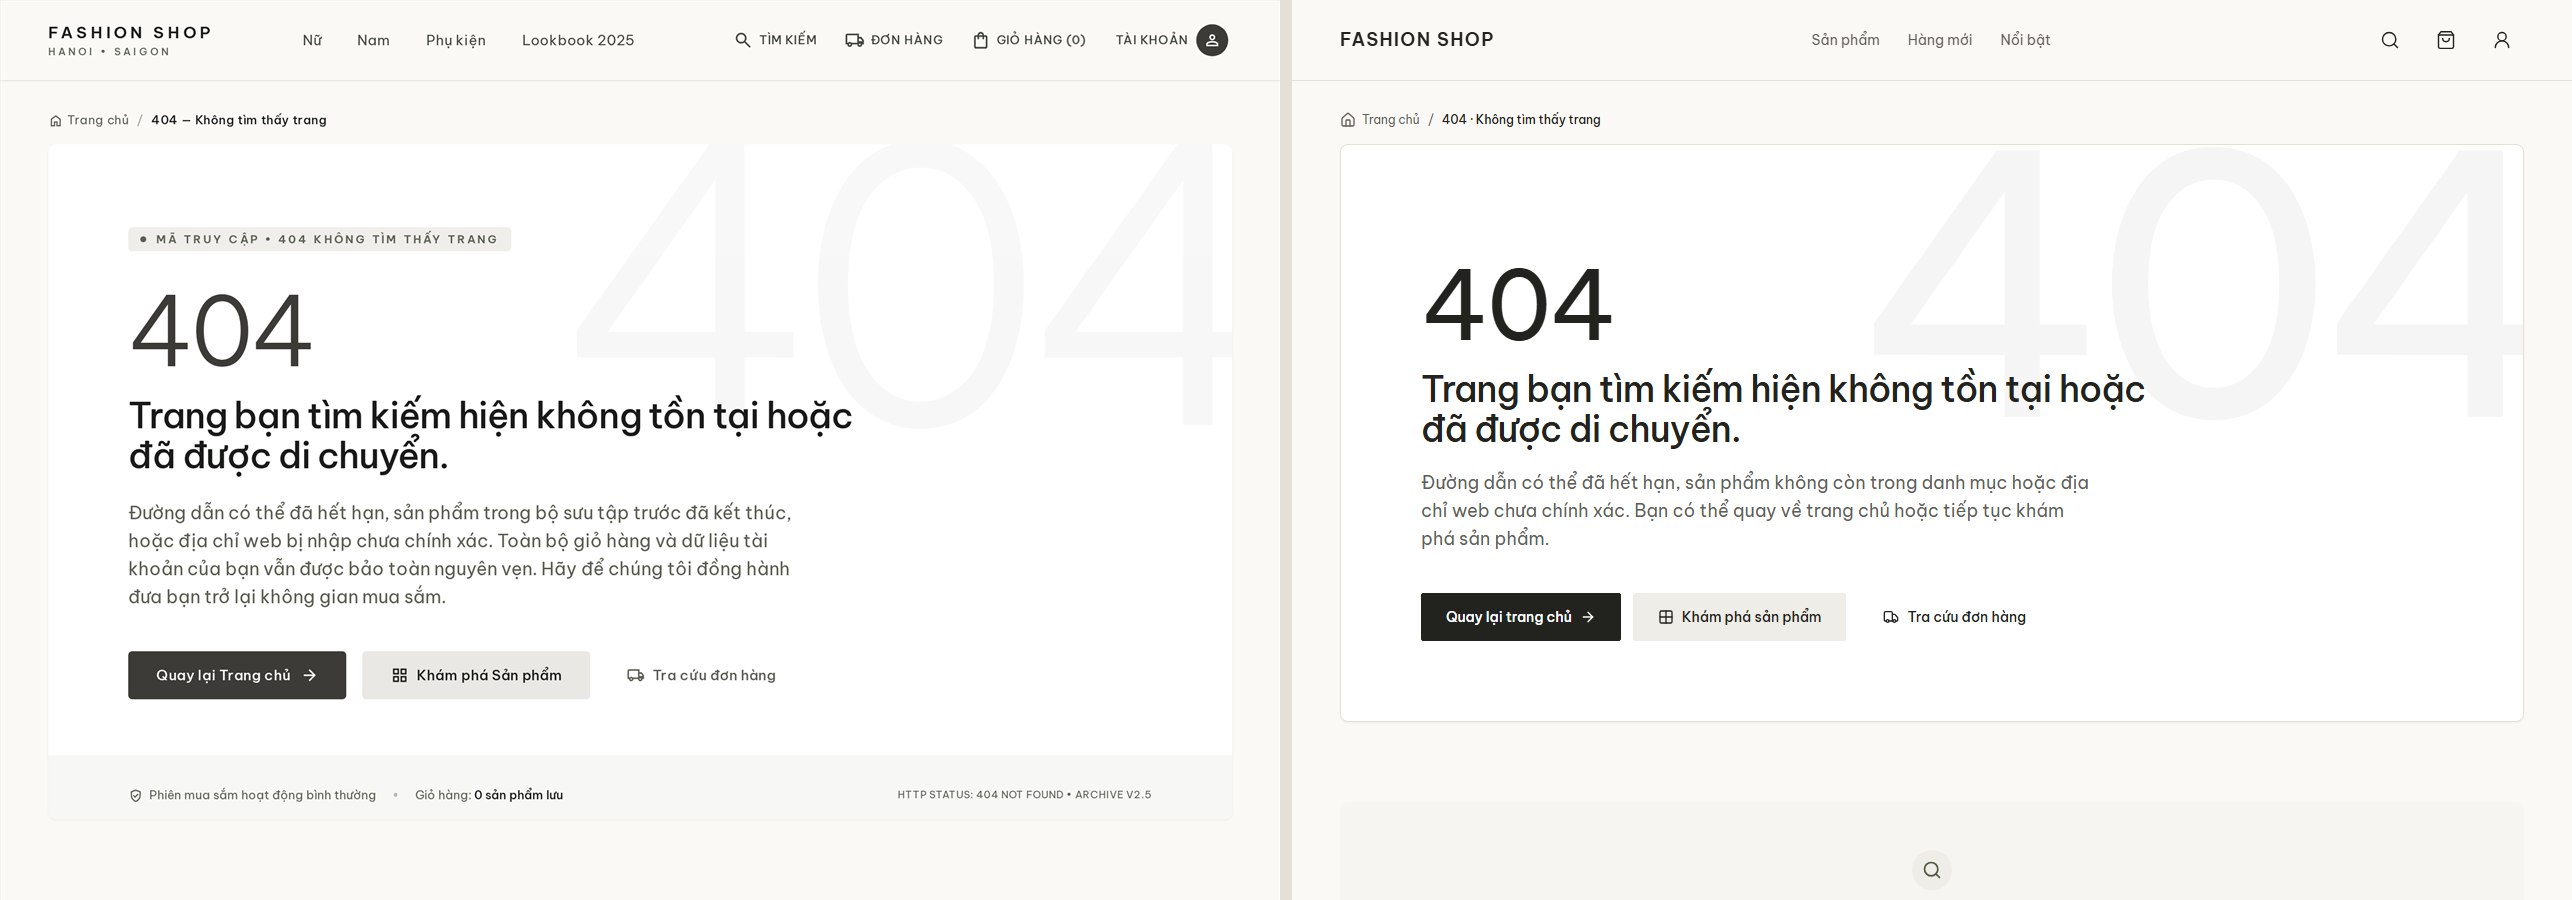 FASHION SHOP
HANOI • SAIGON
Nữ Nam Phụ kiện Lookbook 2025
TÌM KIẾM ĐƠN HÀNG GIỎ HÀNG (0) TÀI KHOẢN
Trang chủ / 404 — Không tìm thấy trang
404
MÃ TRUY CẬP • 404 KHÔNG TÌM THẤY TRANG
404
Trang bạn tìm kiếm hiện không tồn tại hoặc
đã được di chuyển.
Đường dẫn có thể đã hết hạn, sản phẩm trong bộ sưu tập trước đã kết thúc,
hoặc địa chỉ web bị nhập chưa chính xác. Toàn bộ giỏ hàng và dữ liệu tài
khoản của bạn vẫn được bảo toàn nguyên vẹn. Hãy để chúng tôi đồng hành
đưa bạn trở lại không gian mua sắm.
Quay lại Trang chủ Khám phá Sản phẩm Tra cứu đơn hàng
Phiên mua sắm hoạt động bình thường • Giỏ hàng: 0 sản phẩm lưu
HTTP STATUS: 404 NOT FOUND • ARCHIVE V2.5
FASHION SHOP
Sản phẩm Hàng mới Nổi bật
Trang chủ / 404 · Không tìm thấy trang
404
404
Trang bạn tìm kiếm hiện không tồn tại hoặc
đã được di chuyển.
Đường dẫn có thể đã hết hạn, sản phẩm không còn trong danh mục hoặc địa
chỉ web chưa chính xác. Bạn có thể quay về trang chủ hoặc tiếp tục khám
phá sản phẩm.
Quay lại trang chủ Khám phá sản phẩm Tra cứu đơn hàng